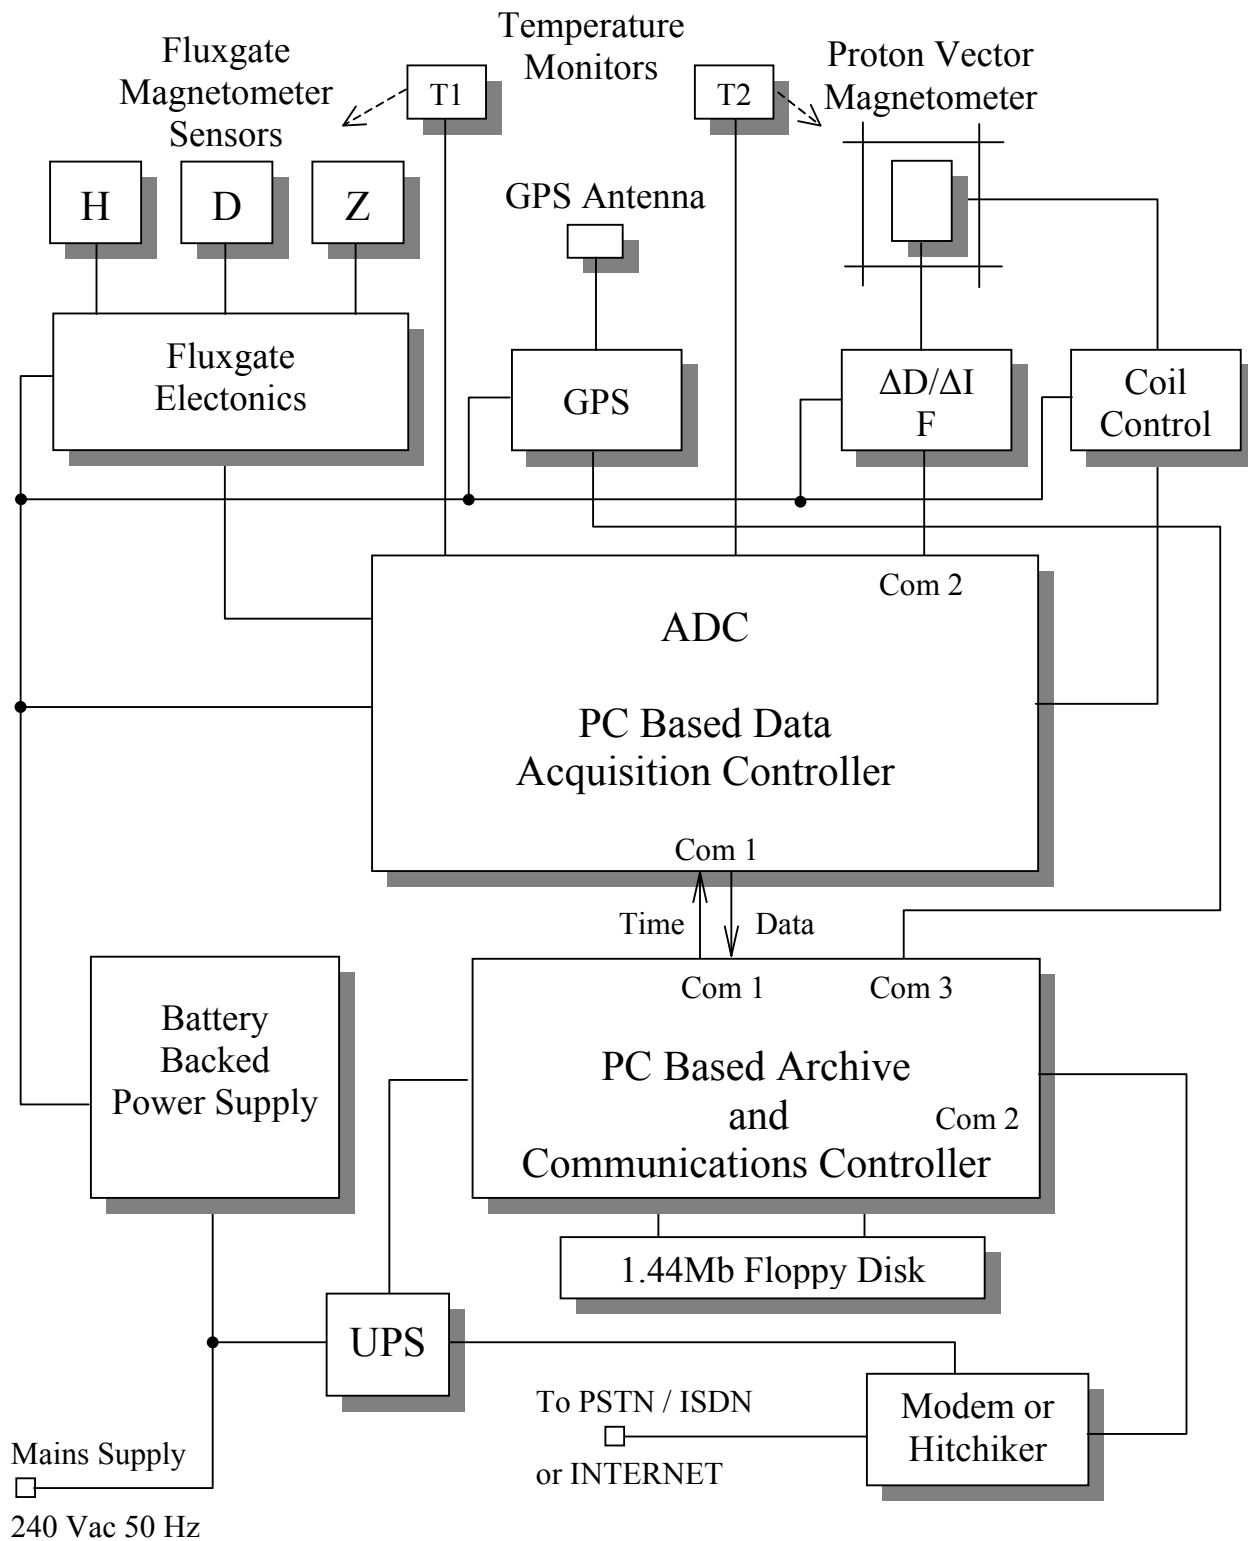 Temperature
Monitors
Fluxgate
Magnetometer
Sensors
Proton Vector
Magnetometer
T1
T2
H
D
Z
GPS Antenna
Fluxgate
Electonics
GPS
ΔD/ΔI
F
Coil
Control
Com 2
ADC
PC Based Data
Acquisition Controller
Com 1
Time
Data
Com 1
Com 3
Battery
Backed
Power Supply
PC Based Archive
and
Com 2
Communications Controller
1.44Mb Floppy Disk
UPS
To PSTN / ISDN
or INTERNET
Modem or
Hitchiker
Mains Supply
240 Vac 50 Hz